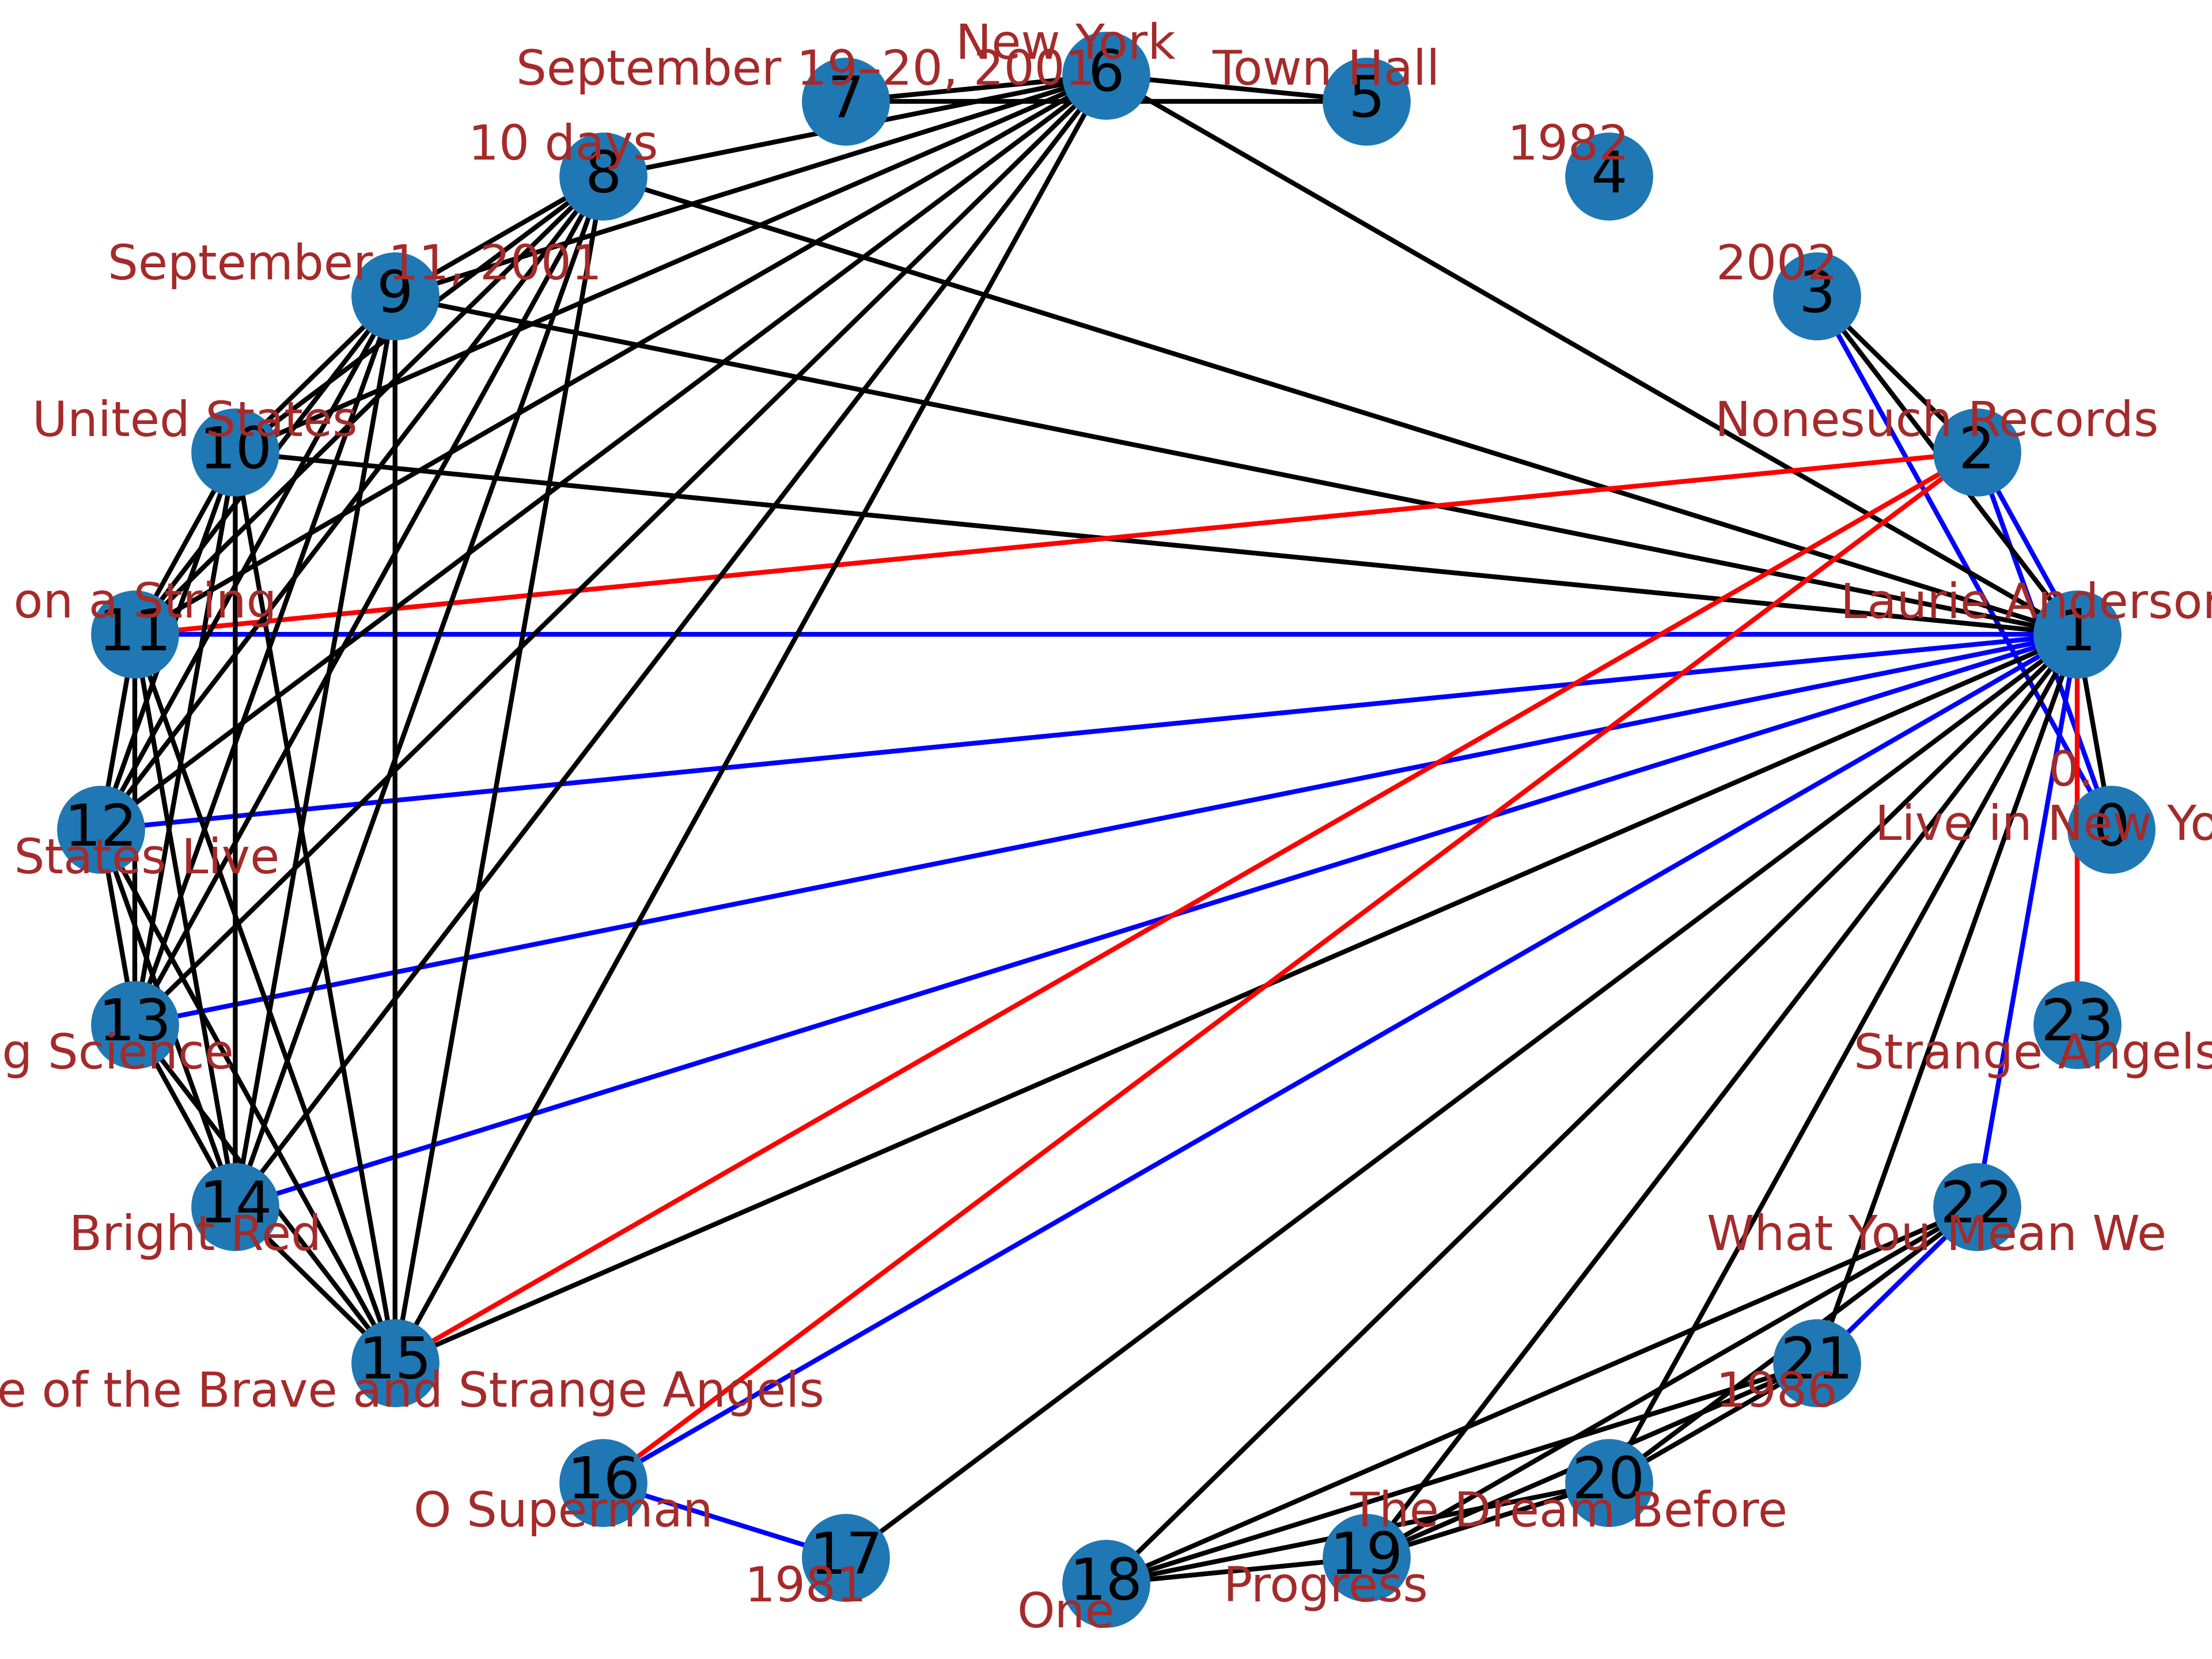 New York
6
September 19–20, 2001
7
Town Hall
5
10 days
8
1982
4
September 11, 2001
9
2002
3
United States
10
Nonesuch Records
2
on a String
11
Laurie Anderson
1
0.
Live in New Yo
0
12
States Live
13
g Science
23
Strange Angels
14
Bright Red
22
What You Mean We
15
e of the Brave and Strange Angels
21
1986
16
O Superman
20
The Dream Before
17
1981
19
Progress
18
One